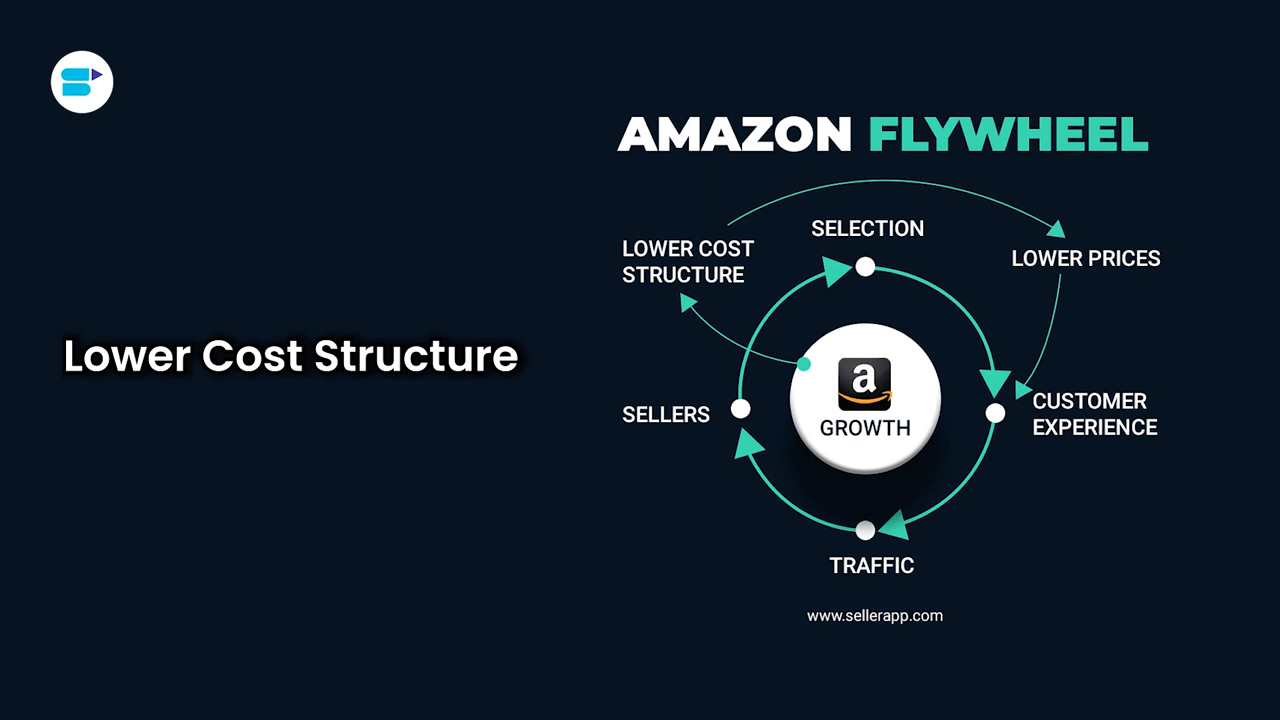 AMAZON FLYWHEEL
SELECTION
LOWER COST
STRUCTURE
LOWER PRICES
Lower Cost Structure
a
GROWTH
SELLERS
CUSTOMER
EXPERIENCE
TRAFFIC
www.sellerapp.com